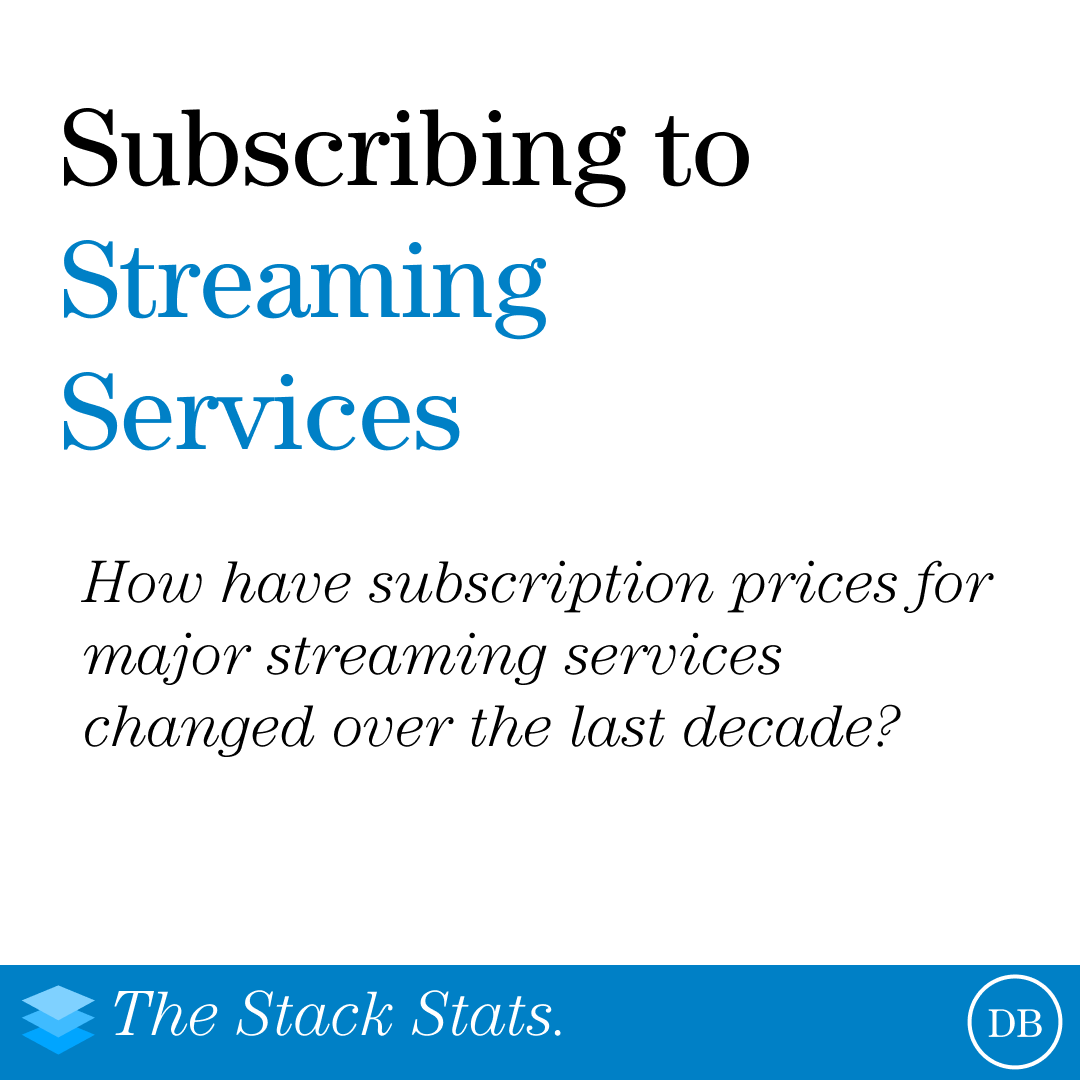 Subscribing to
Streaming
Services
How have subscription prices for
major streaming services
changed over the last decade?
The Stack Stats.
DB